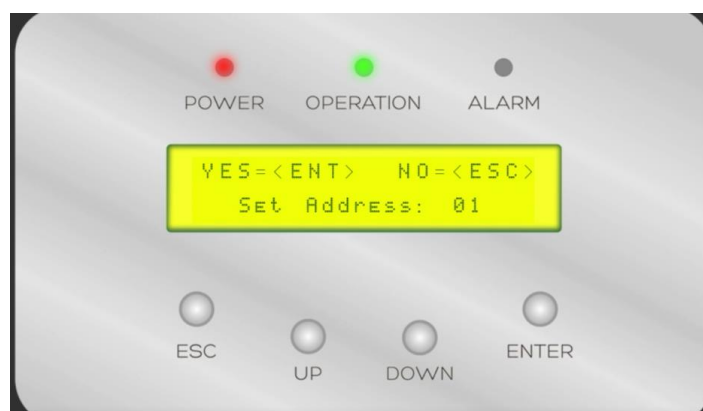 POWER OPERATION ALARM
YES=<ENT> NO=<ESC>
Set Address: 01
ESC UP DOWN ENTER